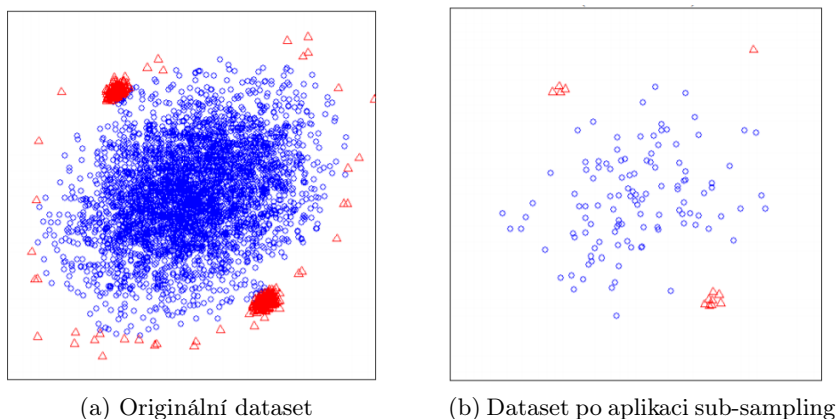 (a) Originální dataset
(b) Dataset po aplikaci sub-sampling